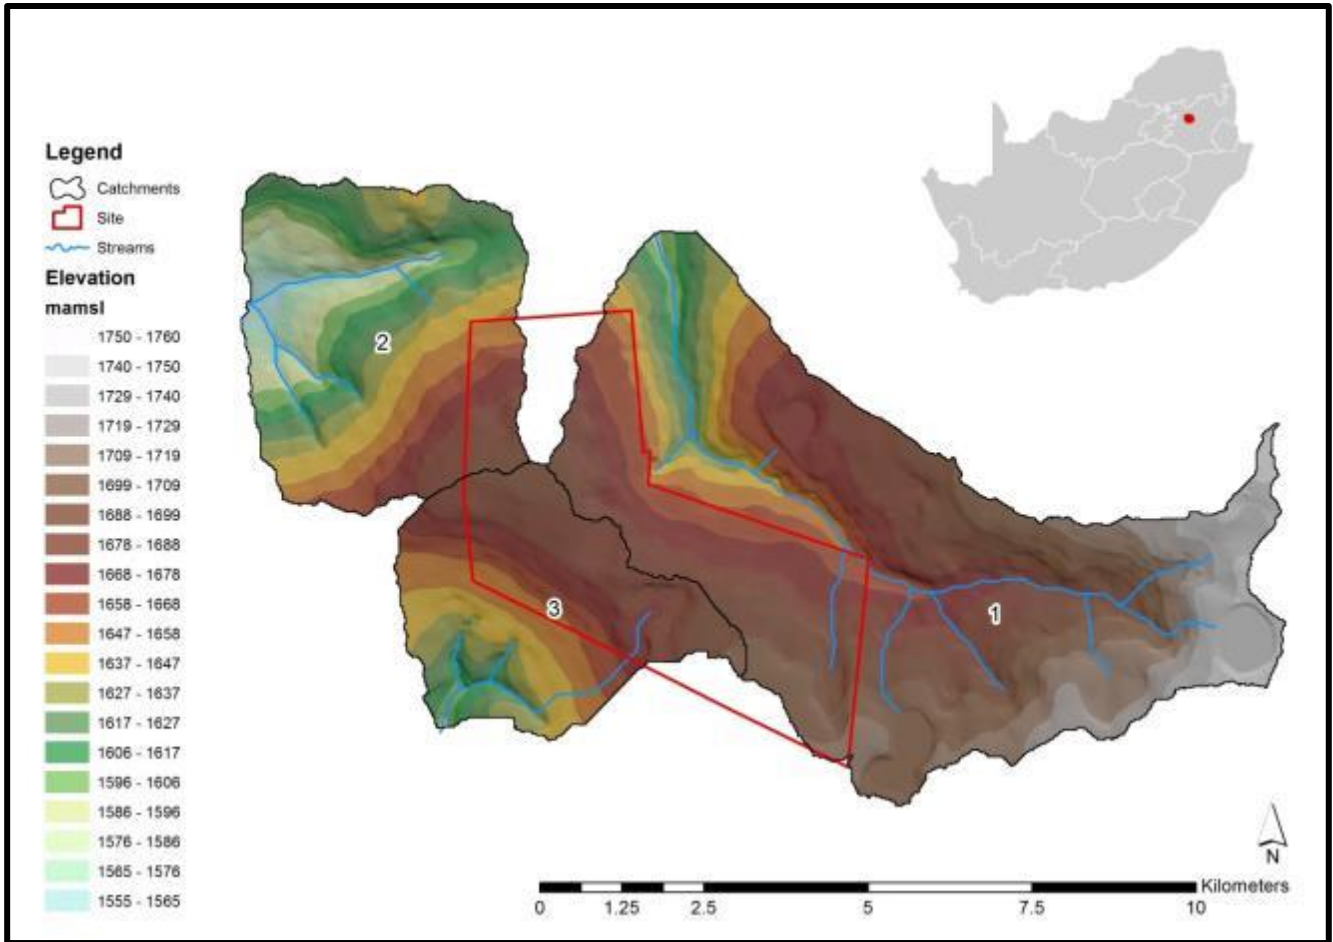 Legend
Catchments
Site
Streams
Elevation
mamsl
1750 - 1760
1740 - 1750
1729 - 1740
1719 - 1729
1709 - 1719
1699 - 1709
1688 - 1699
1678 - 1688
1668 - 1678
1658 - 1668
1647 - 1658
1637 - 1647
1627 - 1637
1617 - 1627
1606 - 1617
1596 - 1606
1586 - 1596
1576 - 1586
1565 - 1576
1555 - 1565
2
3
1
N
Kilometers
0 1.25 2.5 5 7.5 10